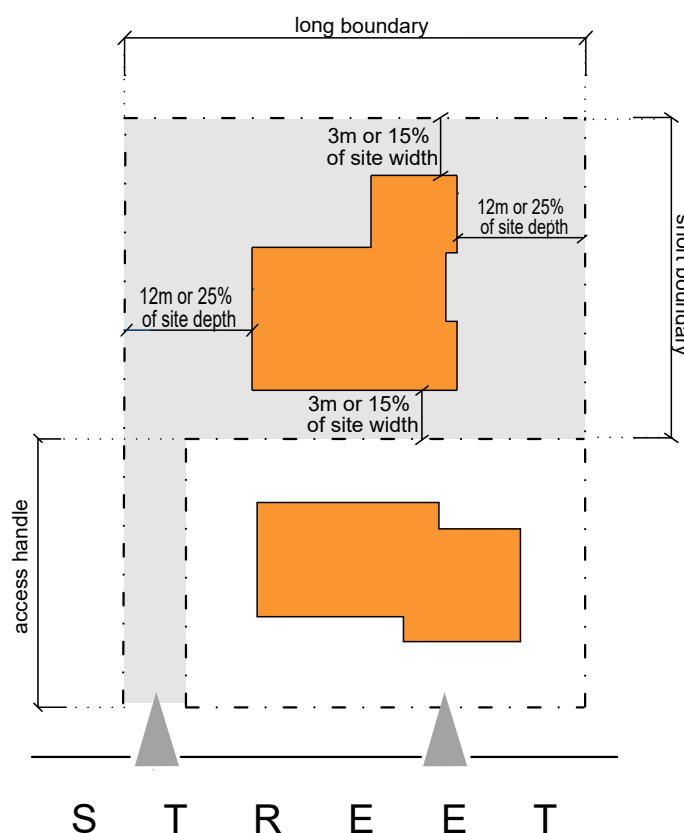 long boundary
3m or 15%
of site width
12m or 25%
of site depth
short boundary
12m or 25%
of site depth
3m or 15%
of site width
access handle
S T R E E T